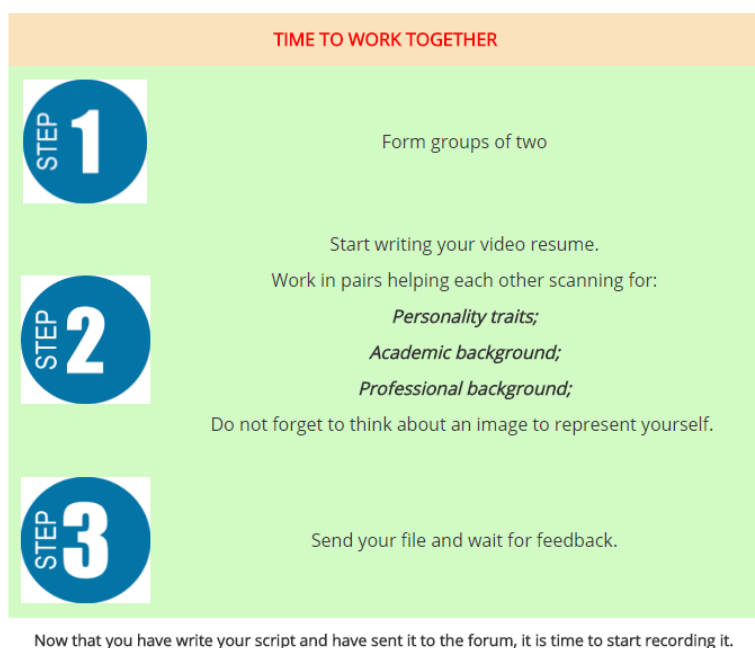 TIME TO WORK TOGETHER
STEP 1
Form groups of two
Start writing your video resume.
Work in pairs helping each other scanning for:
Personality traits;
Academic background;
Professional background;
STEP 2
Do not forget to think about an image to represent yourself.
STEP 3
Send your file and wait for feedback.
Now that you have write your script and have sent it to the forum, it is time to start recording it.